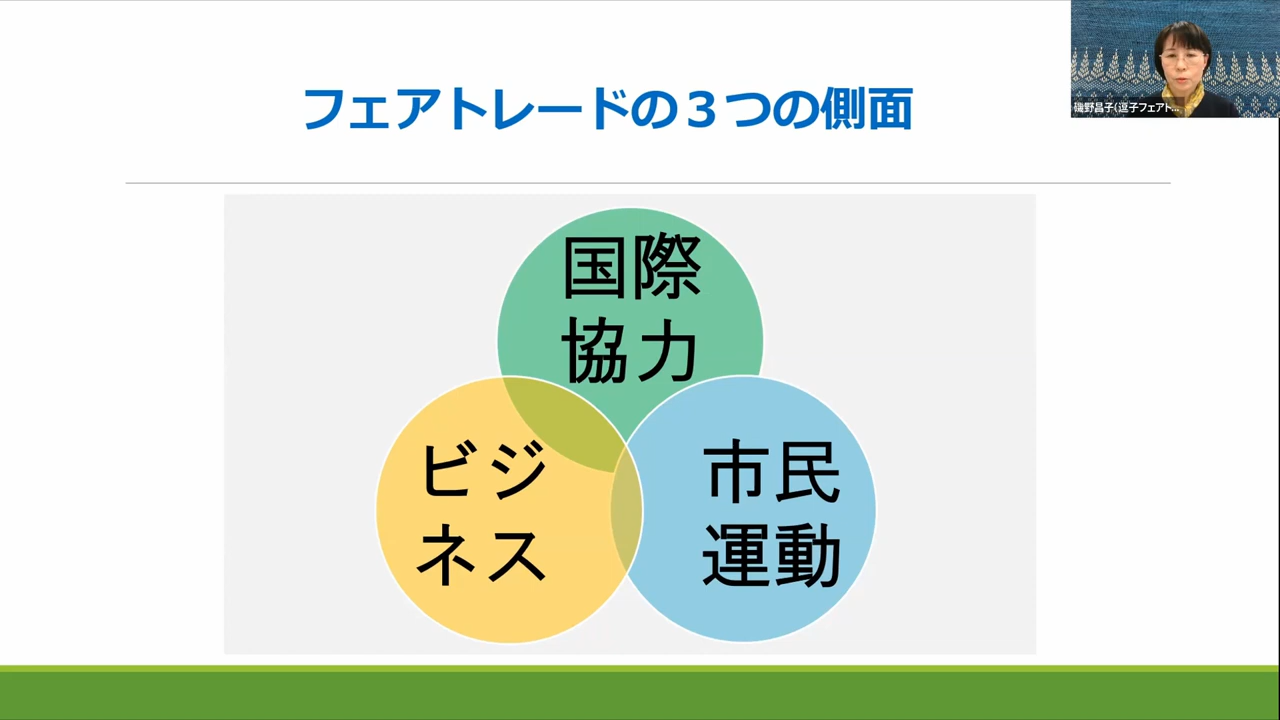 フェアトレードの３つの側面
磯野昌子(逗子フェアト...
国際
協力
ビジ
ネス
市民
運動